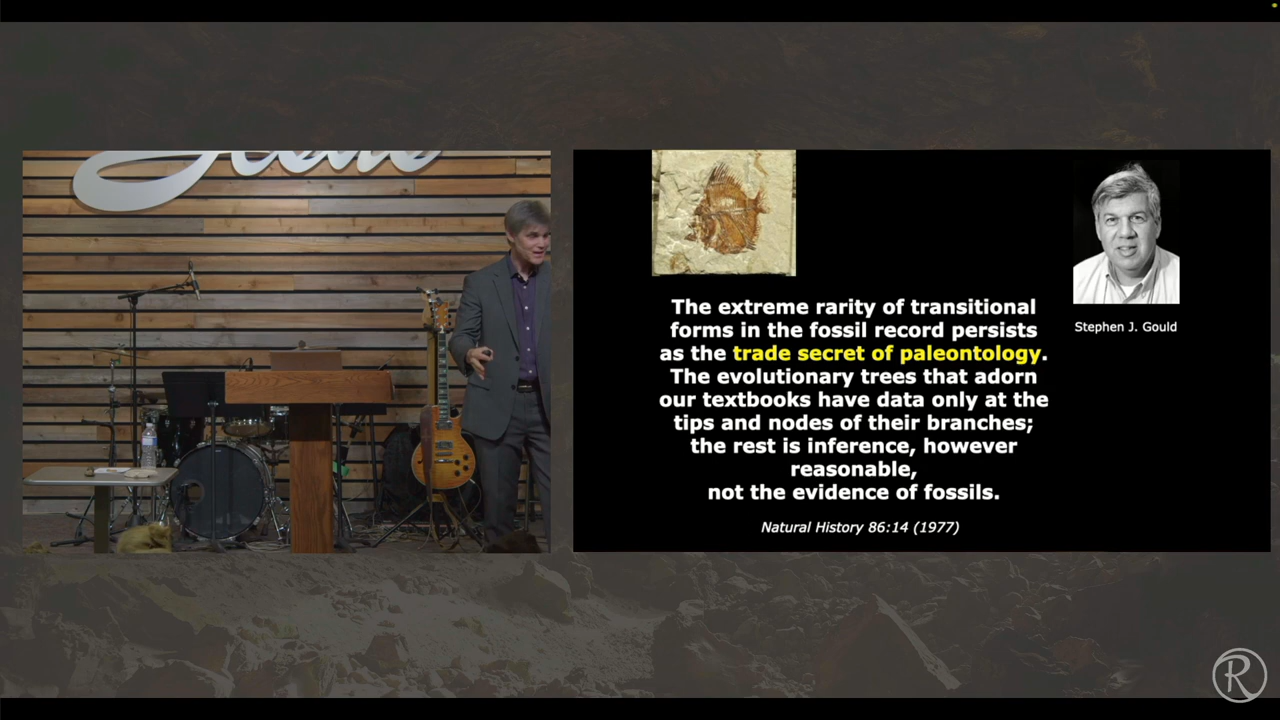 The extreme rarity of transitional
forms in the fossil record persists
as the trade secret of paleontology.
The evolutionary trees that adorn
our textbooks have data only at the
tips and nodes of their branches;
the rest is inference, however
reasonable,
not the evidence of fossils.
Natural History 86:14 (1977)
Stephen J. Gould
R